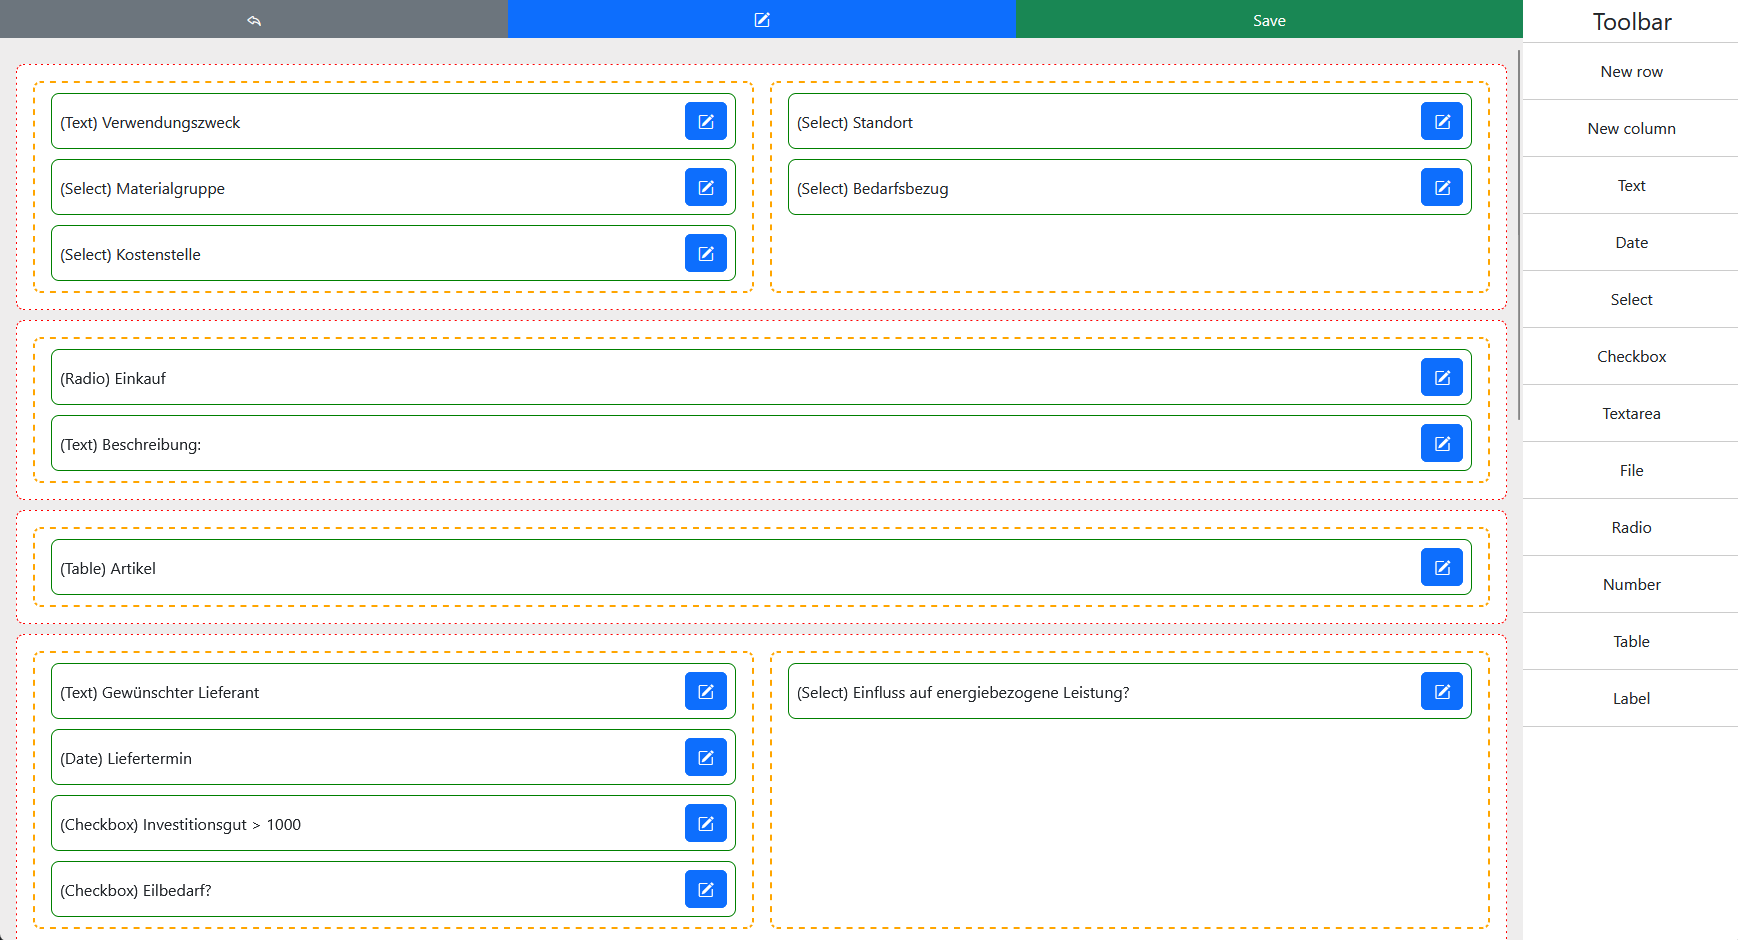 Save
Toolbar
New row
New column
Text
Date
Select
Checkbox
Textarea
File
Radio
Number
Table
Label
(Text) Verwendungszweck
(Select) Materialgruppe
(Select) Kostenstelle
(Select) Standort
(Select) Bedarfsbezug
(Radio) Einkauf
(Text) Beschreibung:
(Table) Artikel
(Text) Gewünschter Lieferant
(Date) Liefertermin
(Checkbox) Investitionsgut > 1000
(Checkbox) Eilbedarf?
(Select) Einfluss auf energiebezogene Leistung?